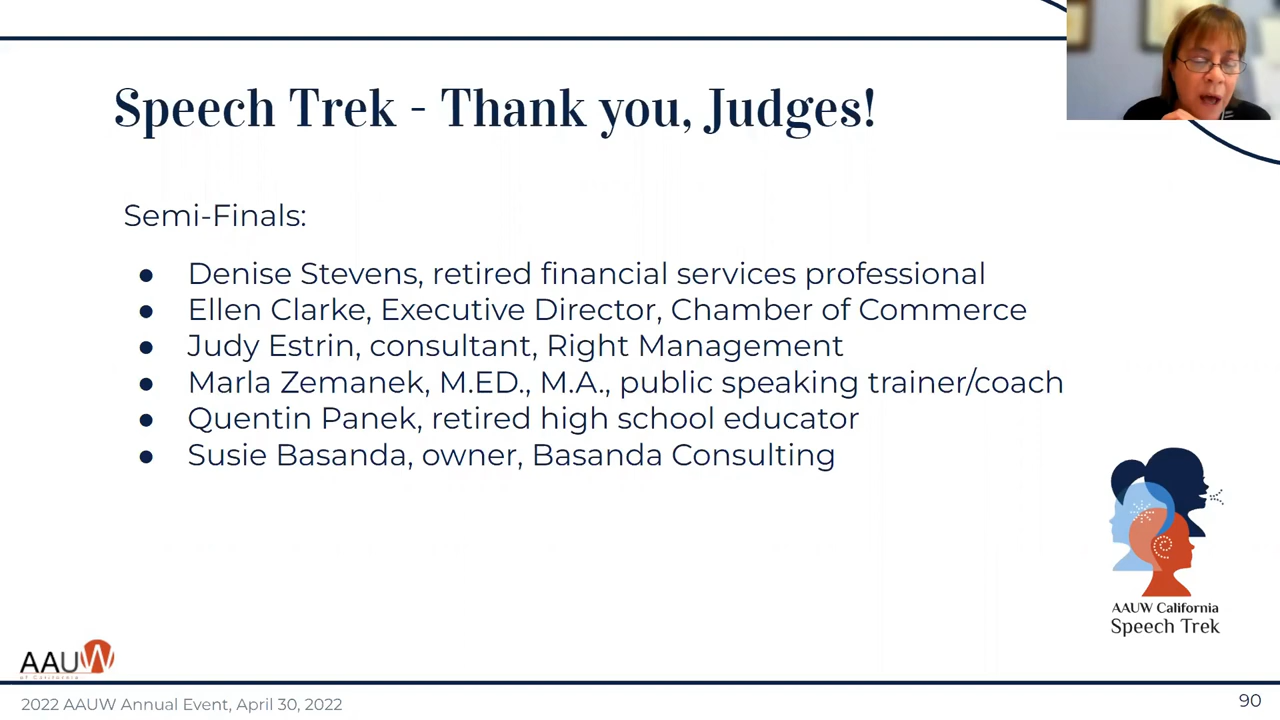 Speech Trek - Thank you, Judges!
Semi-Finals:
● Denise Stevens, retired financial services professional
● Ellen Clarke, Executive Director, Chamber of Commerce
● Judy Estrin, consultant, Right Management
● Marla Zemanek, M.ED., M.A., public speaking trainer/coach
● Quentin Panek, retired high school educator
● Susie Basanda, owner, Basanda Consulting
AAUW California
Speech Trek
AAUW
of California
2022 AAUW Annual Event, April 30, 2022
90